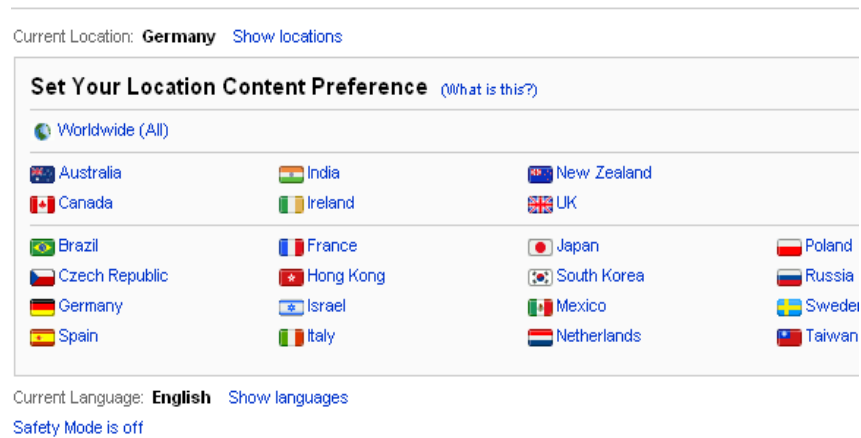 Current Location: Germany Show locations
Set Your Location Content Preference (What is this?)
Worldwide (All)
Australia India New Zealand
Canada Ireland UK
Brazil France Japan Poland
Czech Republic Hong Kong South Korea Russia
Germany Israel Mexico Sweden
Spain Italy Netherlands Taiwan
Current Language: English Show languages
Safety Mode is off